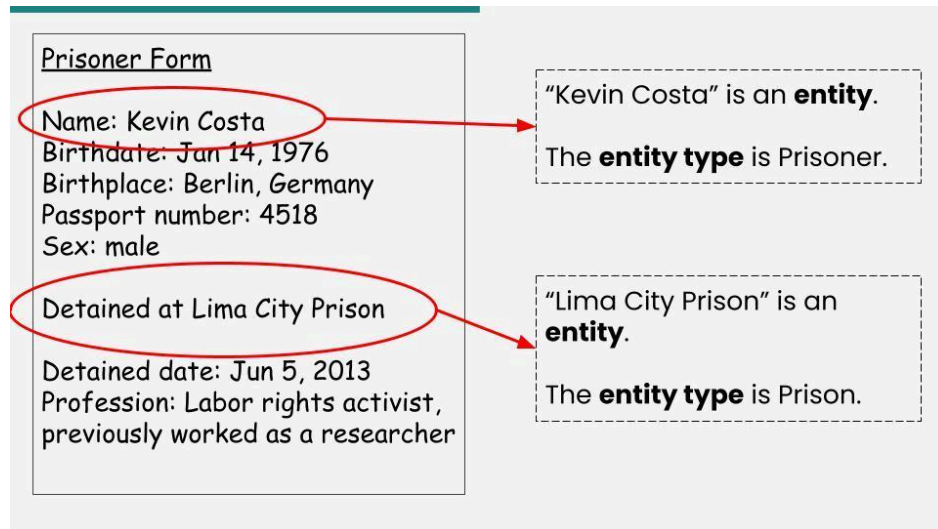 Prisoner Form
Name: Kevin Costa
Birthdate: Jan 14, 1976
Birthplace: Berlin, Germany
Passport number: 4518
Sex: male
Detained at Lima City Prison
Detained date: Jun 5, 2013
Profession: Labor rights activist,
previously worked as a researcher
“Kevin Costa” is an entity.
The entity type is Prisoner.
“Lima City Prison” is an
entity.
The entity type is Prison.